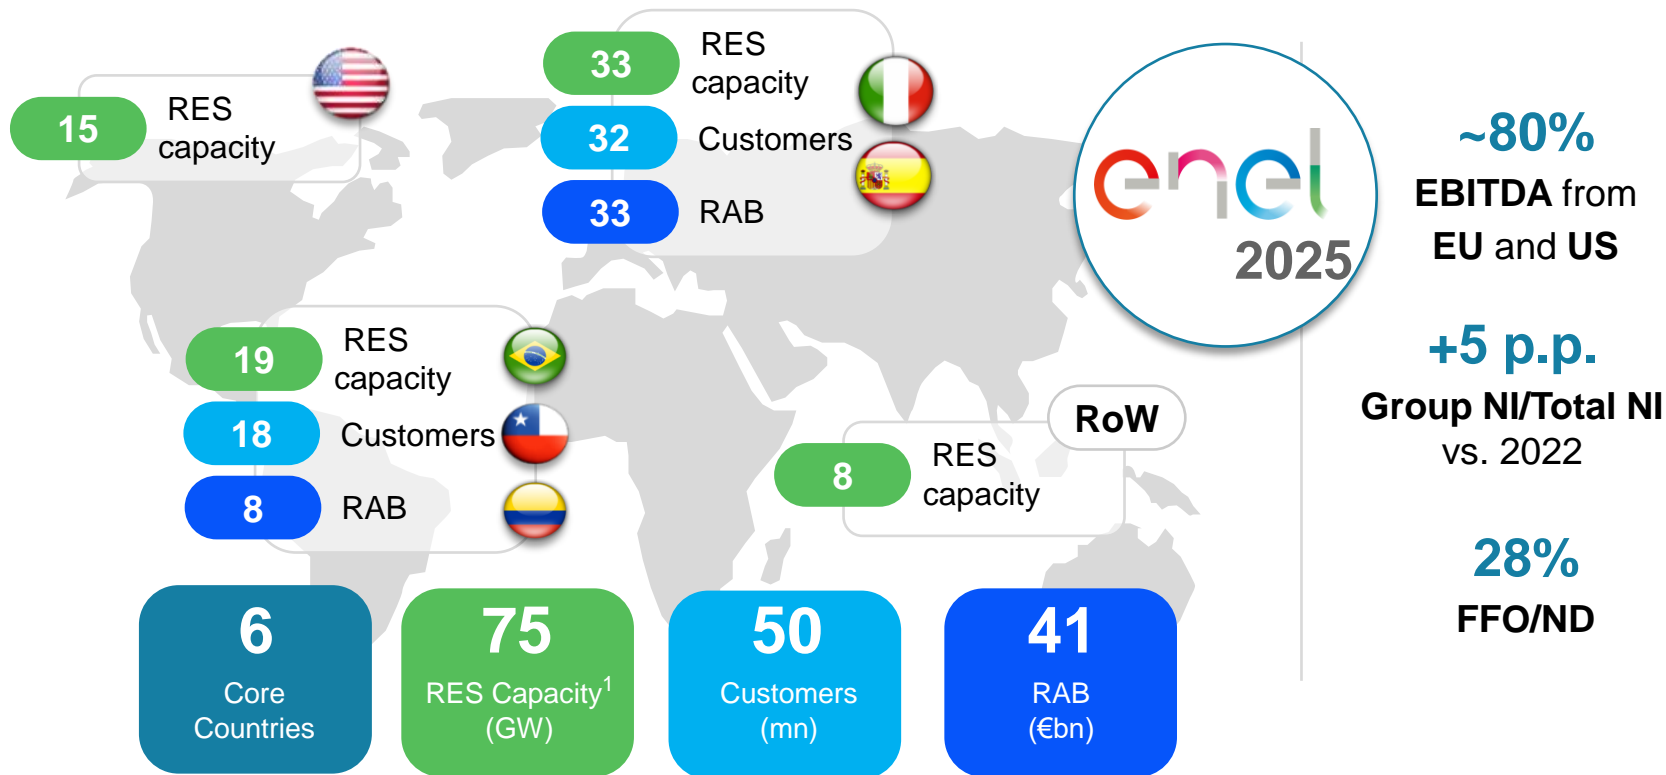 15
RES
capacity
33
RES
capacity
32
Customers
33
RAB
19
RES
capacity
18
Customers
8
RAB
RoW
8
RES
capacity
6
Core
Countries
75
RES Capacity1
(GW)
50
Customers
(mn)
41
RAB
(€bn)
enel
2025
~80%
EBITDA from
EU and US
+5 p.p.
Group NI/Total NI
vs. 2022
28%
FFO/ND